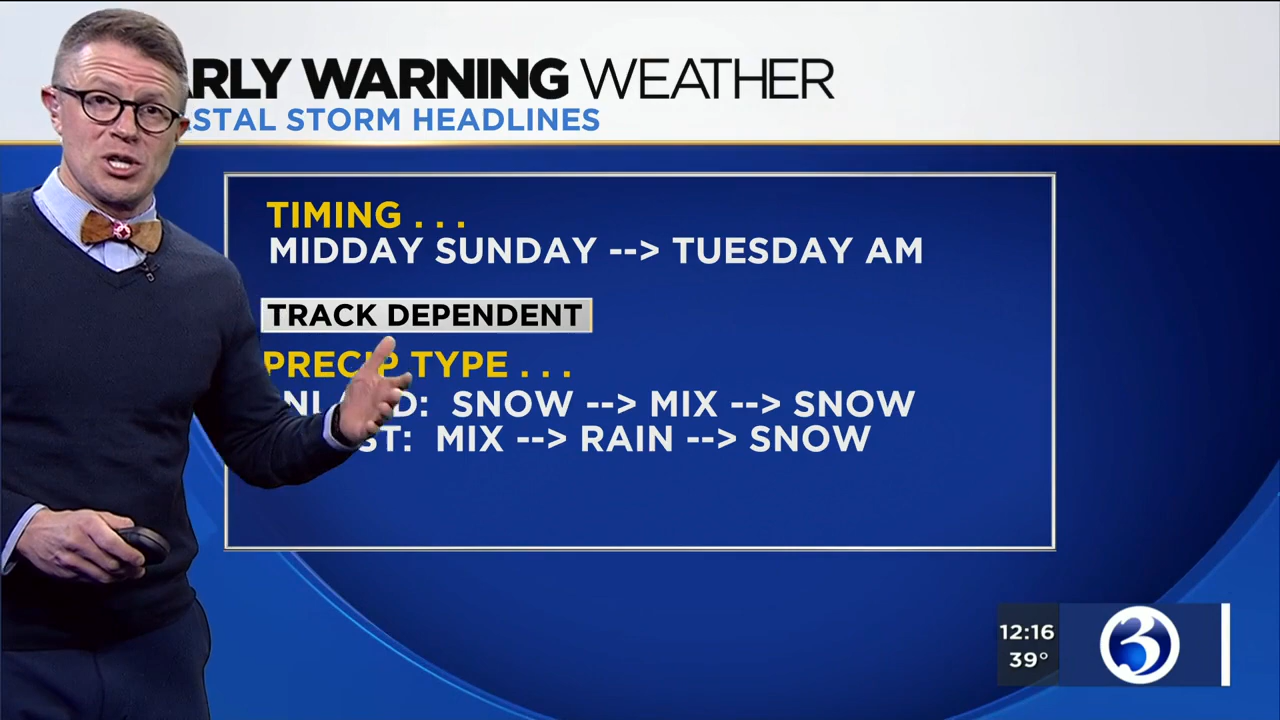 RLY WARNING WEATHER
STAL STORM HEADLINES
TIMING . . .
MIDDAY SUNDAY --> TUESDAY AM
TRACK DEPENDENT
PRECIP TYPE . . .
SNOW --> MIX --> SNOW
MIX --> RAIN --> SNOW
12:16
39°
3